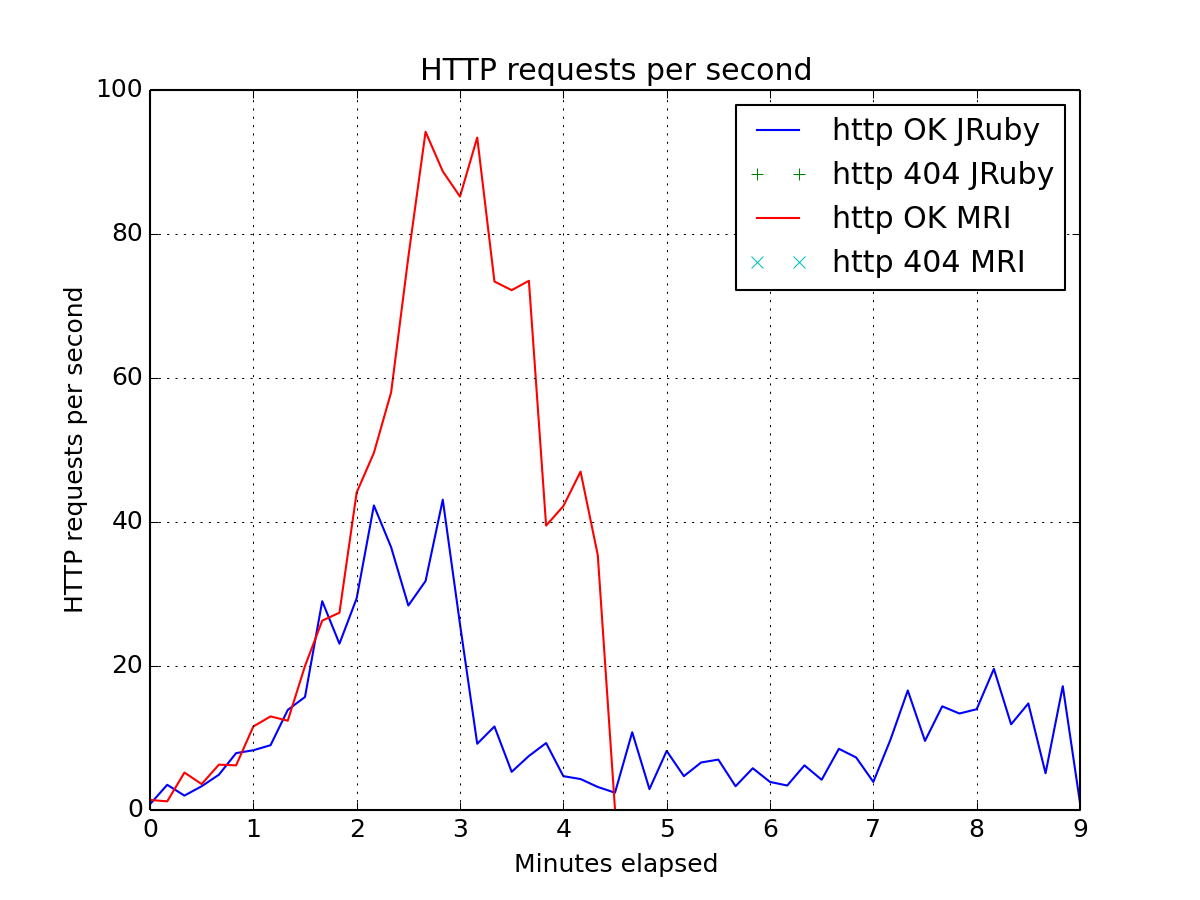 HTTP requests per second
100
80
60
40
20
0
HTTP requests per second
http OK JRuby
http 404 JRuby
http OK MRI
http 404 MRI
0 1 2 3 4 5 6 7 8 9
Minutes elapsed